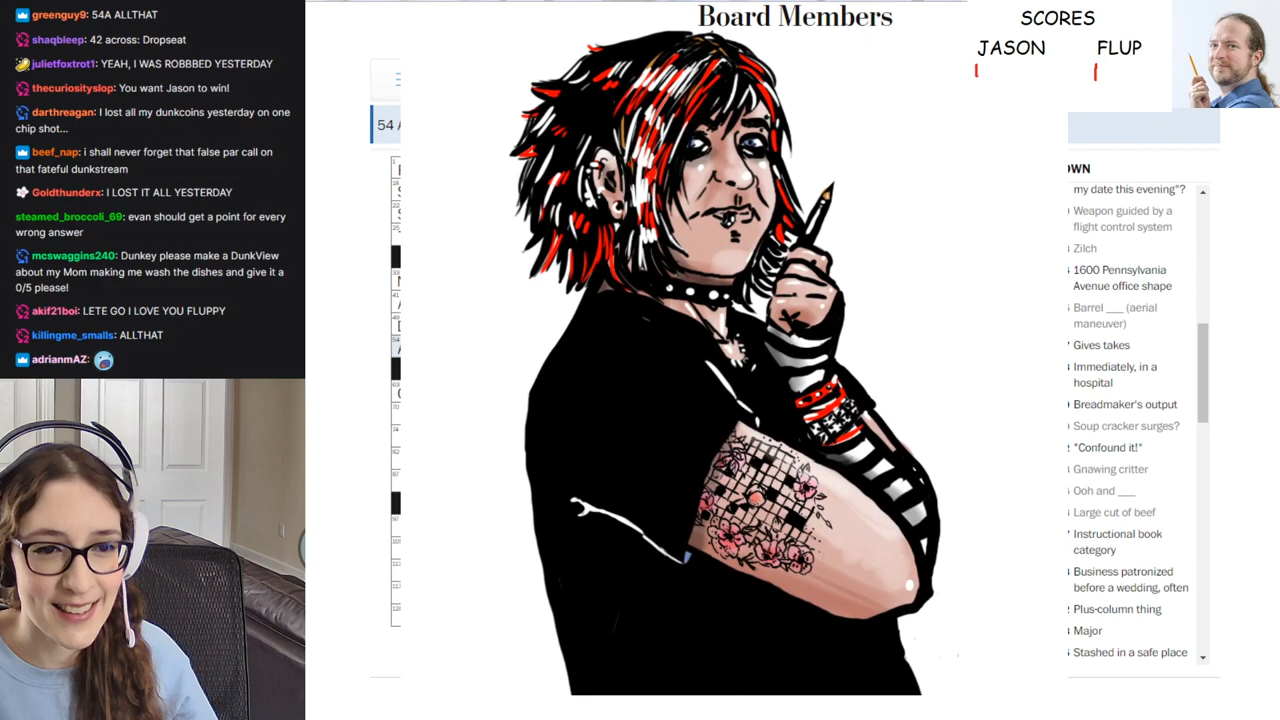 greenguy9: 54A ALLTHAT
shaqbleep: 42 across: Dropseat
julietfoxtrot1: YEAH, I WAS ROBBBED YESTERDAY
thecuriosityslop: You want Jason to win!
darthreagan: I lost all my dunkcoins yesterday on one
chip shot...
beef_nap: i shall never forget that false par call on
that fateful dunkstream
Goldthunderx: I LOST IT ALL YESTERDAY
steamed_broccoli_69: evan should get a point for every
wrong answer
mcswaggins240: Dunkey please make a DunkView
about my Mom making me wash the dishes and give it a
0/5 please!
akif21boi: LETE GO I LOVE YOU FLUPPY
killingme_smalls: ALLTHAT
adrianmAZ:
Board Members
SCORES
JASON FLUP
54
OWN
my date this evening"?
Weapon guided by a
flight control system
Zilch
1600 Pennsylvania
Avenue office shape
Barrel ___ (aerial
maneuver)
Gives takes
Immediately, in a
hospital
Breadmaker's output
Soup cracker surges?
"Confound it!"
Gnawing critter
Ooh and ___
Large cut of beef
Instructional book
category
Business patronized
before a wedding, often
Plus-column thing
Major
Stashed in a safe place